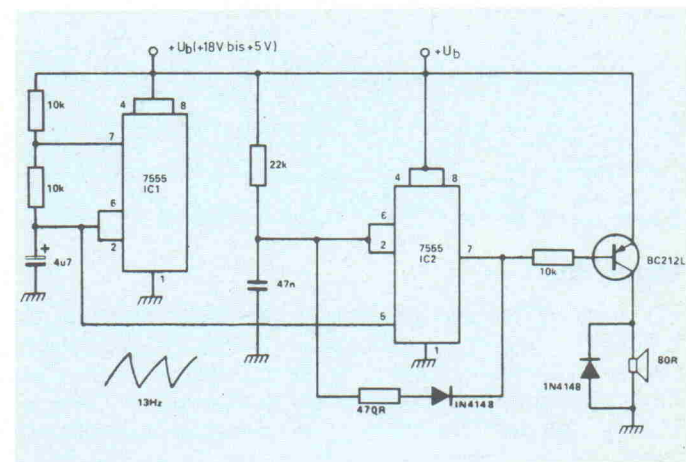 +Ub(+18V bis +5V)
+Ub
10k
4
8
7
10k
7555
IC1
6
2
+
4u7
1
22k
4
8
6
2
7555
IC2
7
10k
BC212L
47n
5
1
13Hz
470R
1N4148
1N4148
80R